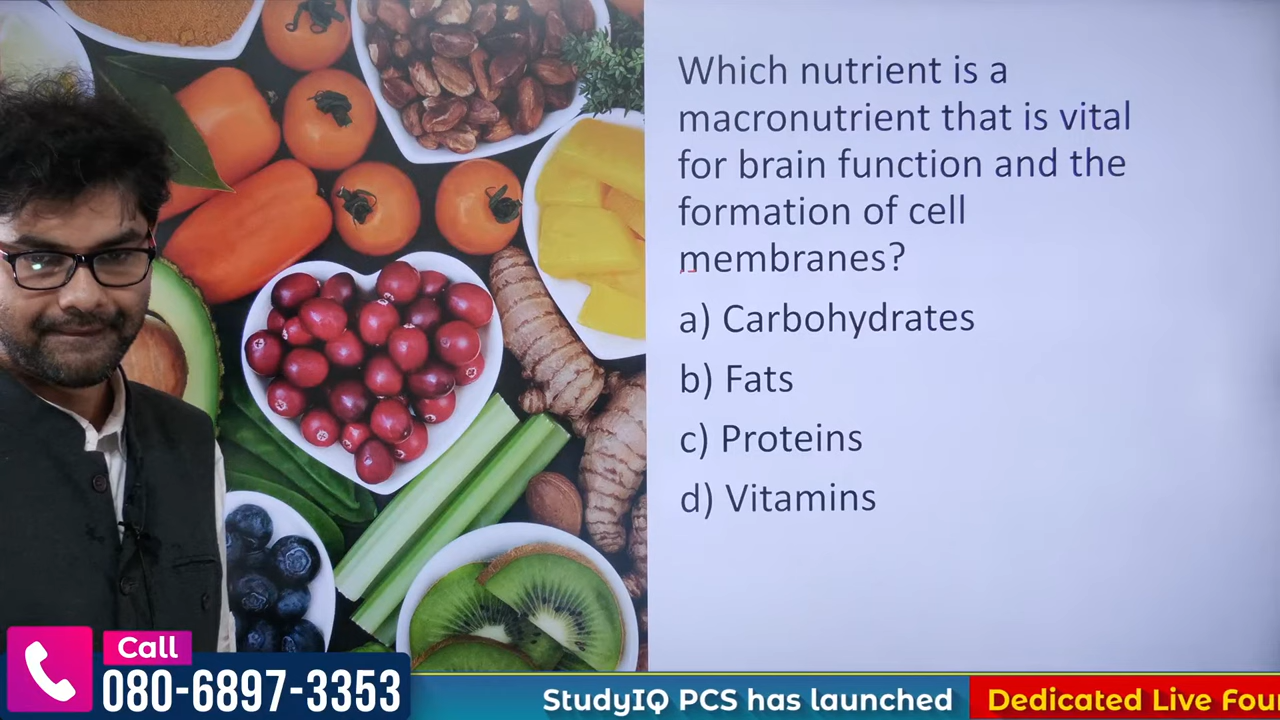 Which nutrient is a
macronutrient that is vital
for brain function and the
formation of cell
membranes?
a) Carbohydrates
b) Fats
c) Proteins
d) Vitamins
Call
080-6897-3353
StudyIQ PCS has launched
Dedicated Live Fou